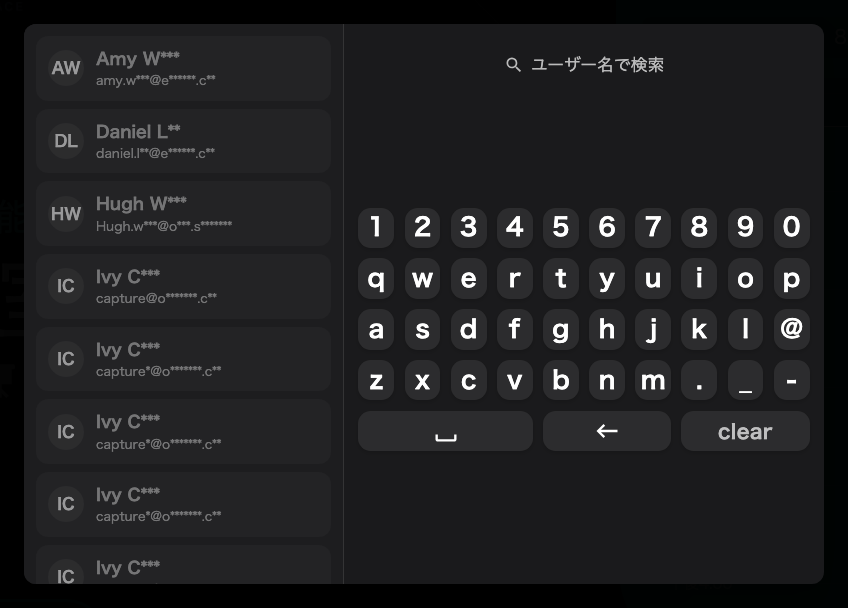 AW
Amy W***
amy.w***@e******.c**
DL
Daniel L**
daniel.l**@e******.c**
HW
Hugh W***
Hugh.w***@o***.s*******
IC
Ivy C***
capture@o*******.c**
IC
Ivy C***
capture*@o*******.c**
IC
Ivy C***
capture*@o*******.c**
IC
Ivy C***
capture*@o*******.c**
IC
Ivy C***
ユーザー名で検索
1 2 3 4 5 6 7 8 9 0
q w e r t y u i o p
a s d f g h j k l @
z x c v b n m . _ -
clear